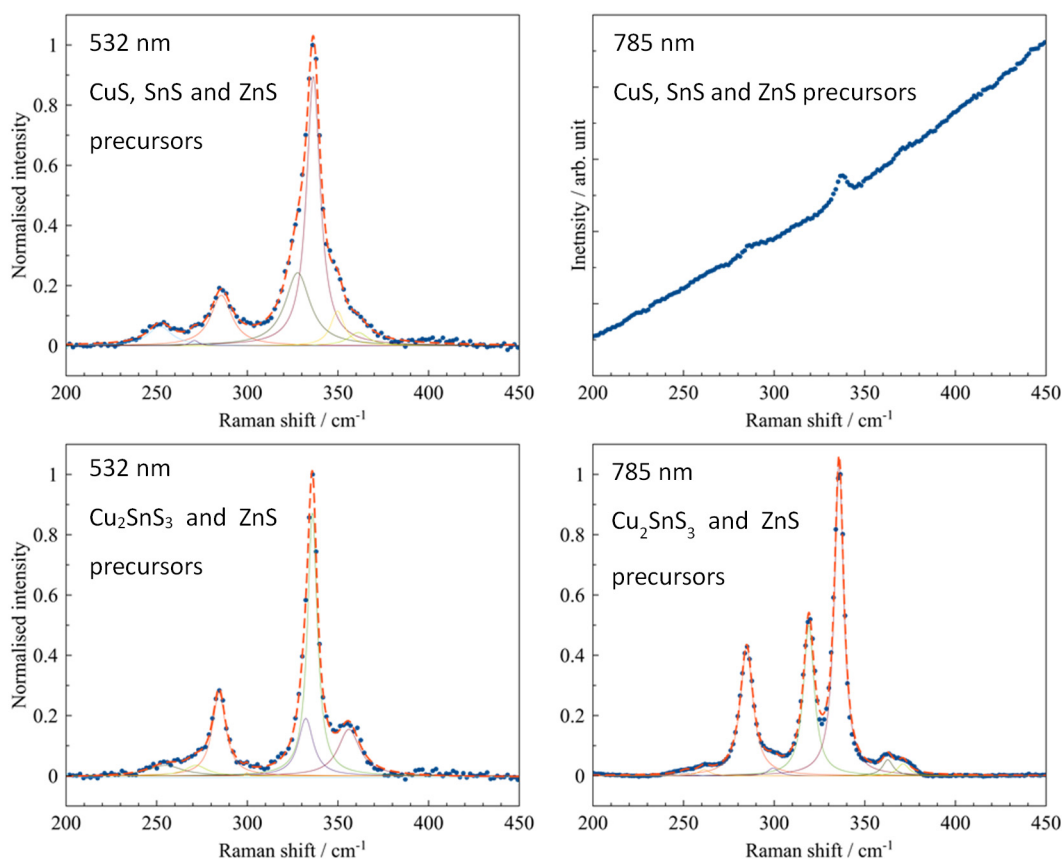 532 nm
CuS, SnS and ZnS
precursors
1
0.8
0.6
0.4
0.2
0
Normalised intensity
200 250 300 350 400 450
Raman shift / cm⁻¹
785 nm
CuS, SnS and ZnS precursors
Inetnsity / arb. unit
200 250 300 350 400 450
Raman shift / cm⁻¹
532 nm
Cu₂SnS₃ and ZnS
precursors
1
0.8
0.6
0.4
0.2
0
Normalised intensity
200 250 300 350 400 450
Raman shift / cm⁻¹
785 nm
Cu₂SnS₃ and ZnS
precursors
1
0.8
0.6
0.4
0.2
0
Normalised intensity
200 250 300 350 400 450
Raman shift / cm⁻¹